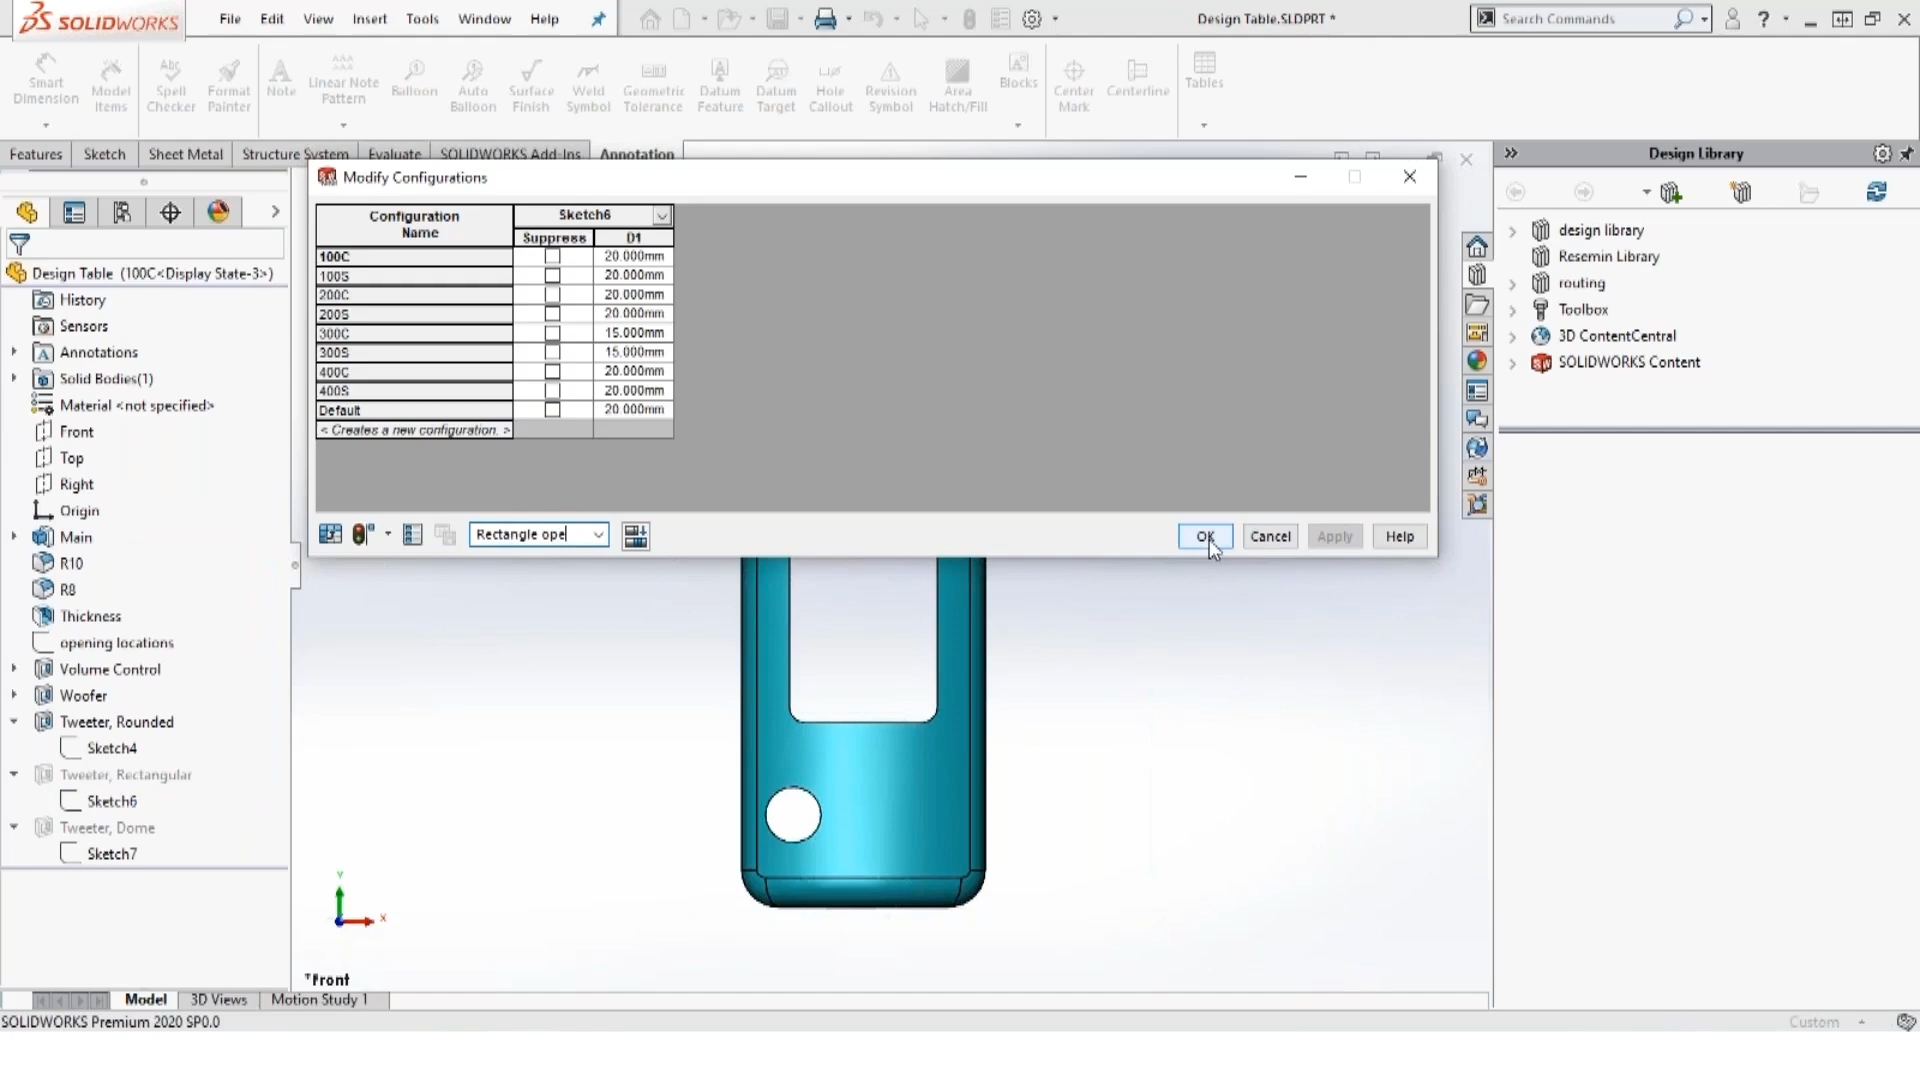 SOLIDWORKS File Edit View Insert Tools Window Help Design Table.SLDPRT * Search Commands ?
Smart Dimension
Model Items
Spell Checker
Format Painter
Note
Linear Note Pattern
Balloon
Auto Balloon
Surface Finish
Weld Symbol
Geometric Tolerance
Datum Feature
Datum Target
Hole Callout
Revision Symbol
Area Hatch/Fill
Blocks
Center Mark
Centerline
Tables
Features Sketch Sheet Metal Structure System Evaluate SOLIDWORKS Add-Ins Annotation
Design Library
design library
Resemin Library
routing
Toolbox
3D ContentCentral
SOLIDWORKS Content
Modify Configurations
Configuration Name Sketch6
Suppress D1
100C 20.000mm
100S 20.000mm
200C 20.000mm
200S 20.000mm
300C 15.000mm
300S 15.000mm
400C 20.000mm
400S 20.000mm
Default 20.000mm
< Creates a new configuration. >
Rectangle ope OK Cancel Apply Help
Design Table (100C<Display State-3>)
History
Sensors
Annotations
Solid Bodies(1)
Material <not specified>
Front
Top
Right
Origin
Main
R10
R8
Thickness
opening locations
Volume Control
Woofer
Tweeter, Rounded
Sketch4
Tweeter, Rectangular
Sketch6
Tweeter, Dome
Sketch7
Y
X
*Front
Model 3D Views Motion Study 1
SOLIDWORKS Premium 2020 SP0.0 Custom